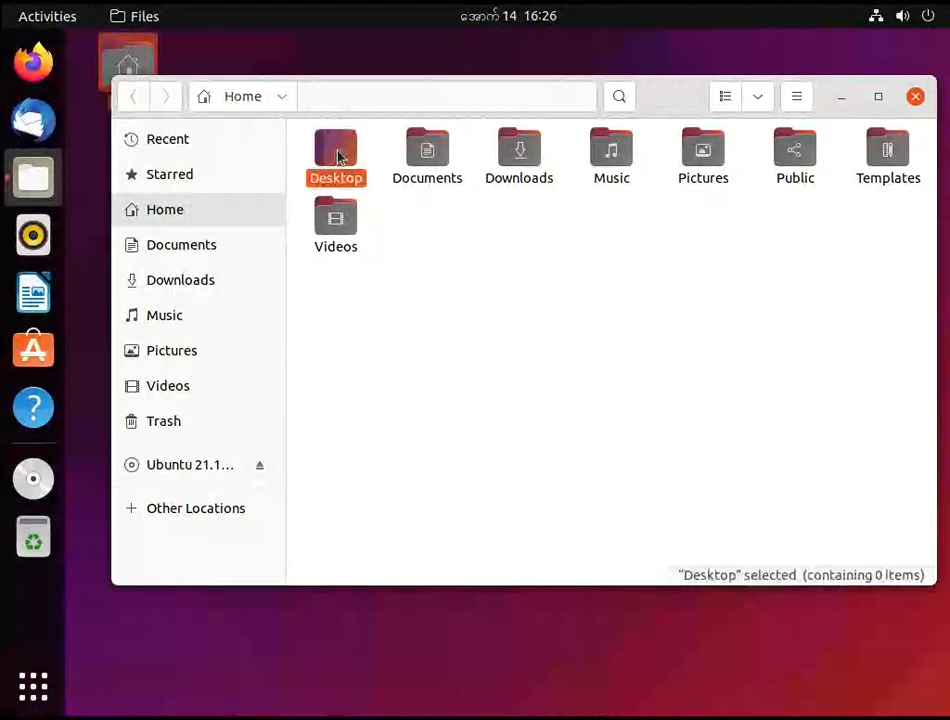 Activities Files အောက် 14 16:26
Home
Recent
Starred
Home
Documents
Downloads
Music
Pictures
Videos
Trash
Ubuntu 21.1...
Other Locations
Desktop Documents Downloads Music Pictures Public Templates
Videos
"Desktop" selected (containing 0 items)